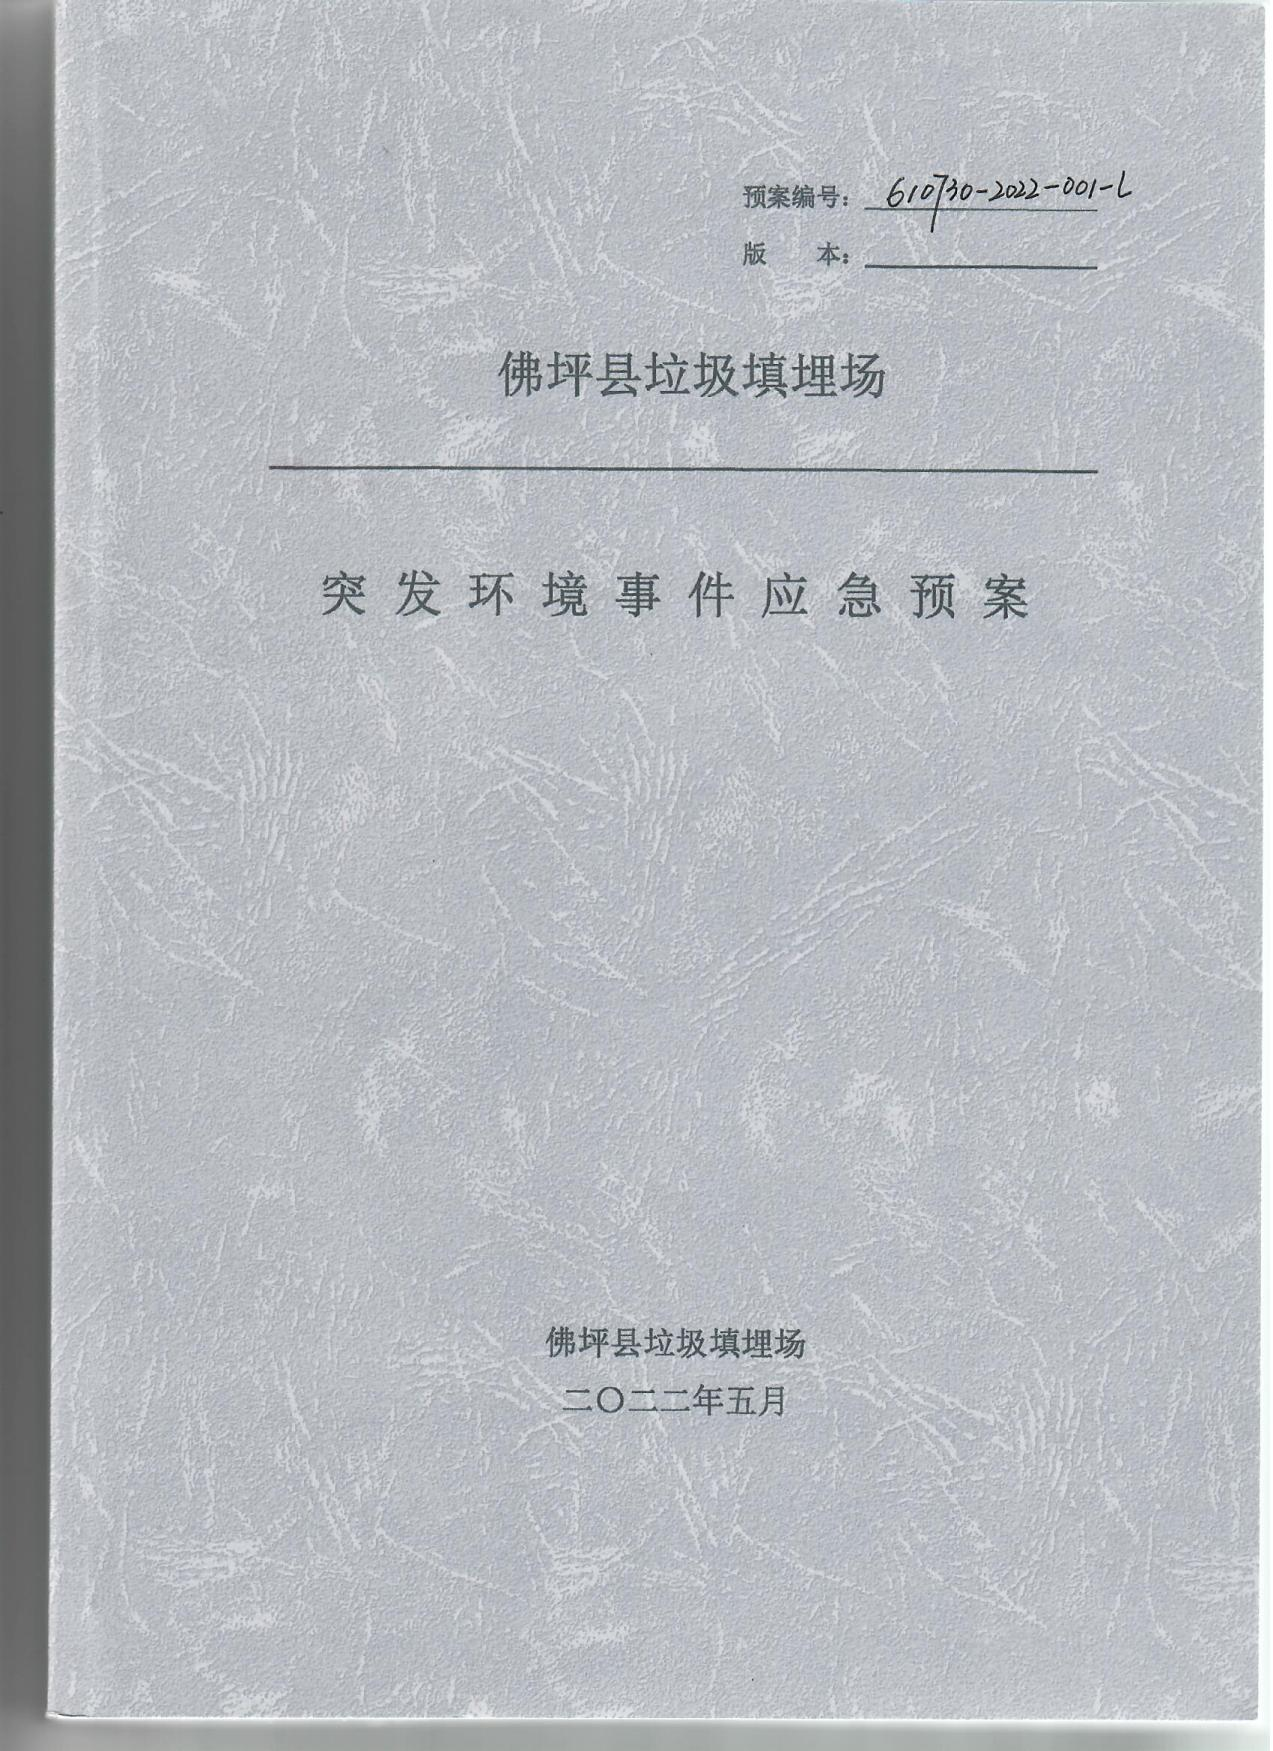 预案编号：610730-2022-001-L
版 本：
佛坪县垃圾填埋场
突发环境事件应急预案
佛坪县垃圾填埋场
二〇二二年五月